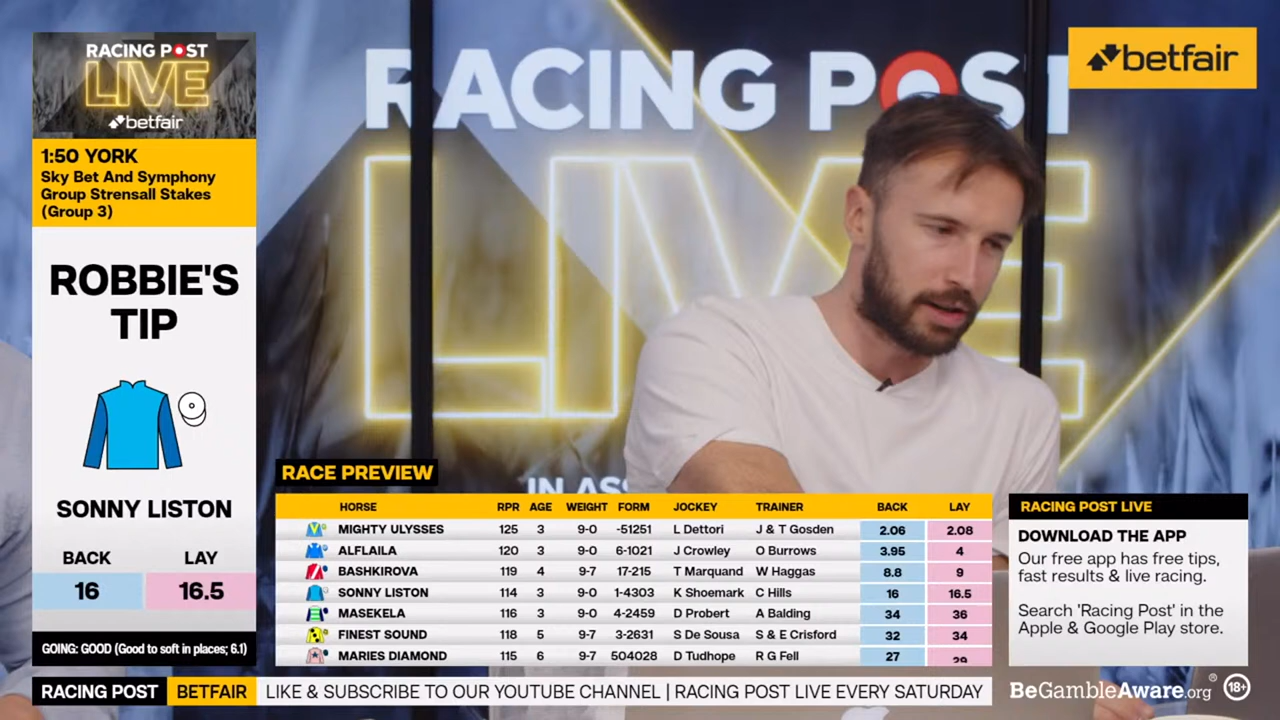 RACING POST
LIVE
betfair
1:50 YORK
Sky Bet And Symphony
Group Strensall Stakes
(Group 3)
ROBBIE'S
TIP
SONNY LISTON
BACK LAY
16 16.5
GOING: GOOD (Good to soft in places; 6.1)
RACING POST
LIVE
IN ASS
betfair
RACE PREVIEW
HORSE RPR AGE WEIGHT FORM JOCKEY TRAINER BACK LAY
MIGHTY ULYSSES 125 3 9-0 -51251 L Dettori J & T Gosden 2.06 2.08
ALFLAILA 120 3 9-0 6-1021 J Crowley O Burrows 3.95 4
BASHKIROVA 119 4 9-7 17-215 T Marquand W Haggas 8.8 9
SONNY LISTON 114 3 9-0 1-4303 K Shoemark C Hills 16 16.5
MASEKELA 116 3 9-0 4-2459 D Probert A Balding 34 36
FINEST SOUND 118 5 9-7 3-2631 S De Sousa S & E Crisford 32 34
MARIES DIAMOND 115 6 9-7 504028 D Tudhope R G Fell 27 29
RACING POST LIVE
DOWNLOAD THE APP
Our free app has free tips,
fast results & live racing.
Search 'Racing Post' in the
Apple & Google Play store.
RACING POST BETFAIR LIKE & SUBSCRIBE TO OUR YOUTUBE CHANNEL | RACING POST LIVE EVERY SATURDAY
BeGambleAware.org® 18+